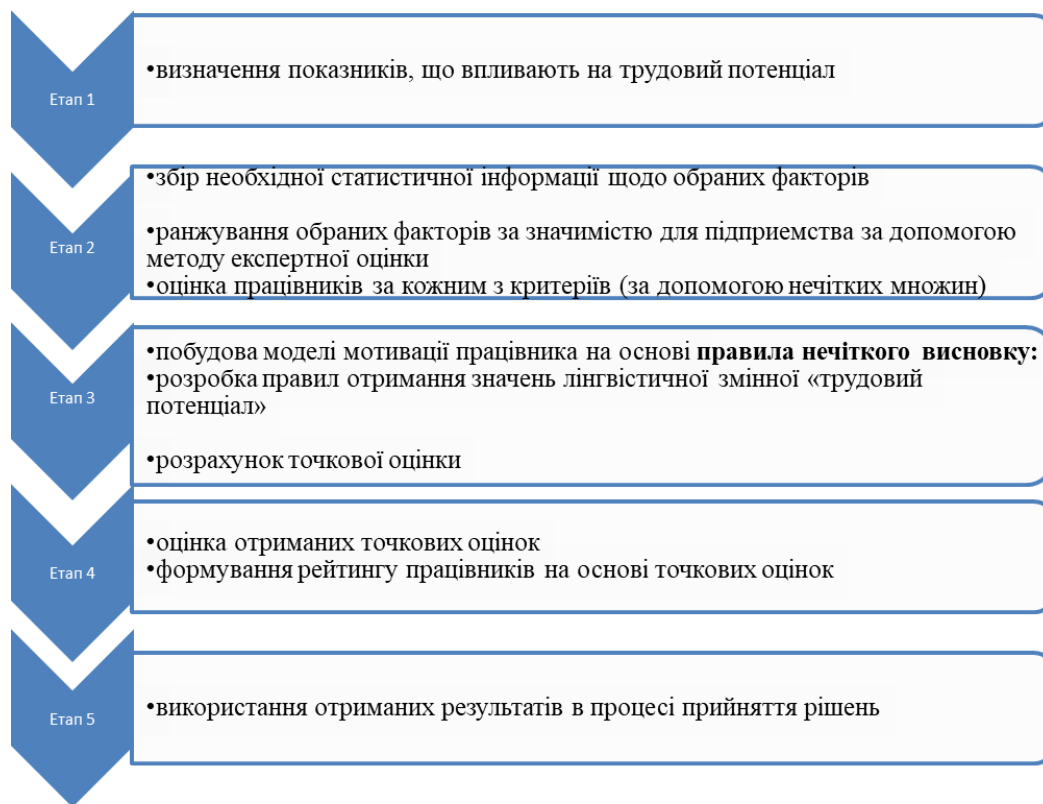 Етап 1
•визначення показників, що впливають на трудовий потенціал
Етап 2
•збір необхідної статистичної інформації щодо обраних факторів
•ранжування обраних факторів за значимістю для підприемства за допомогою
методу експертної оцінки
•оцінка працівників за кожним з критеріїв (за допомогою нечітких множин)
Етап 3
•побудова моделі мотивації працівника на основі правила нечіткого висновку:
•розробка правил отримання значень лінгвістичної змінної «трудовий
потенціал»
•розрахунок точкової оцінки
Етап 4
•оцінка отриманих точкових оцінок
•формування рейтингу працівників на основі точкових оцінок
Етап 5
•використання отриманих результатів в процесі прийняття рішень